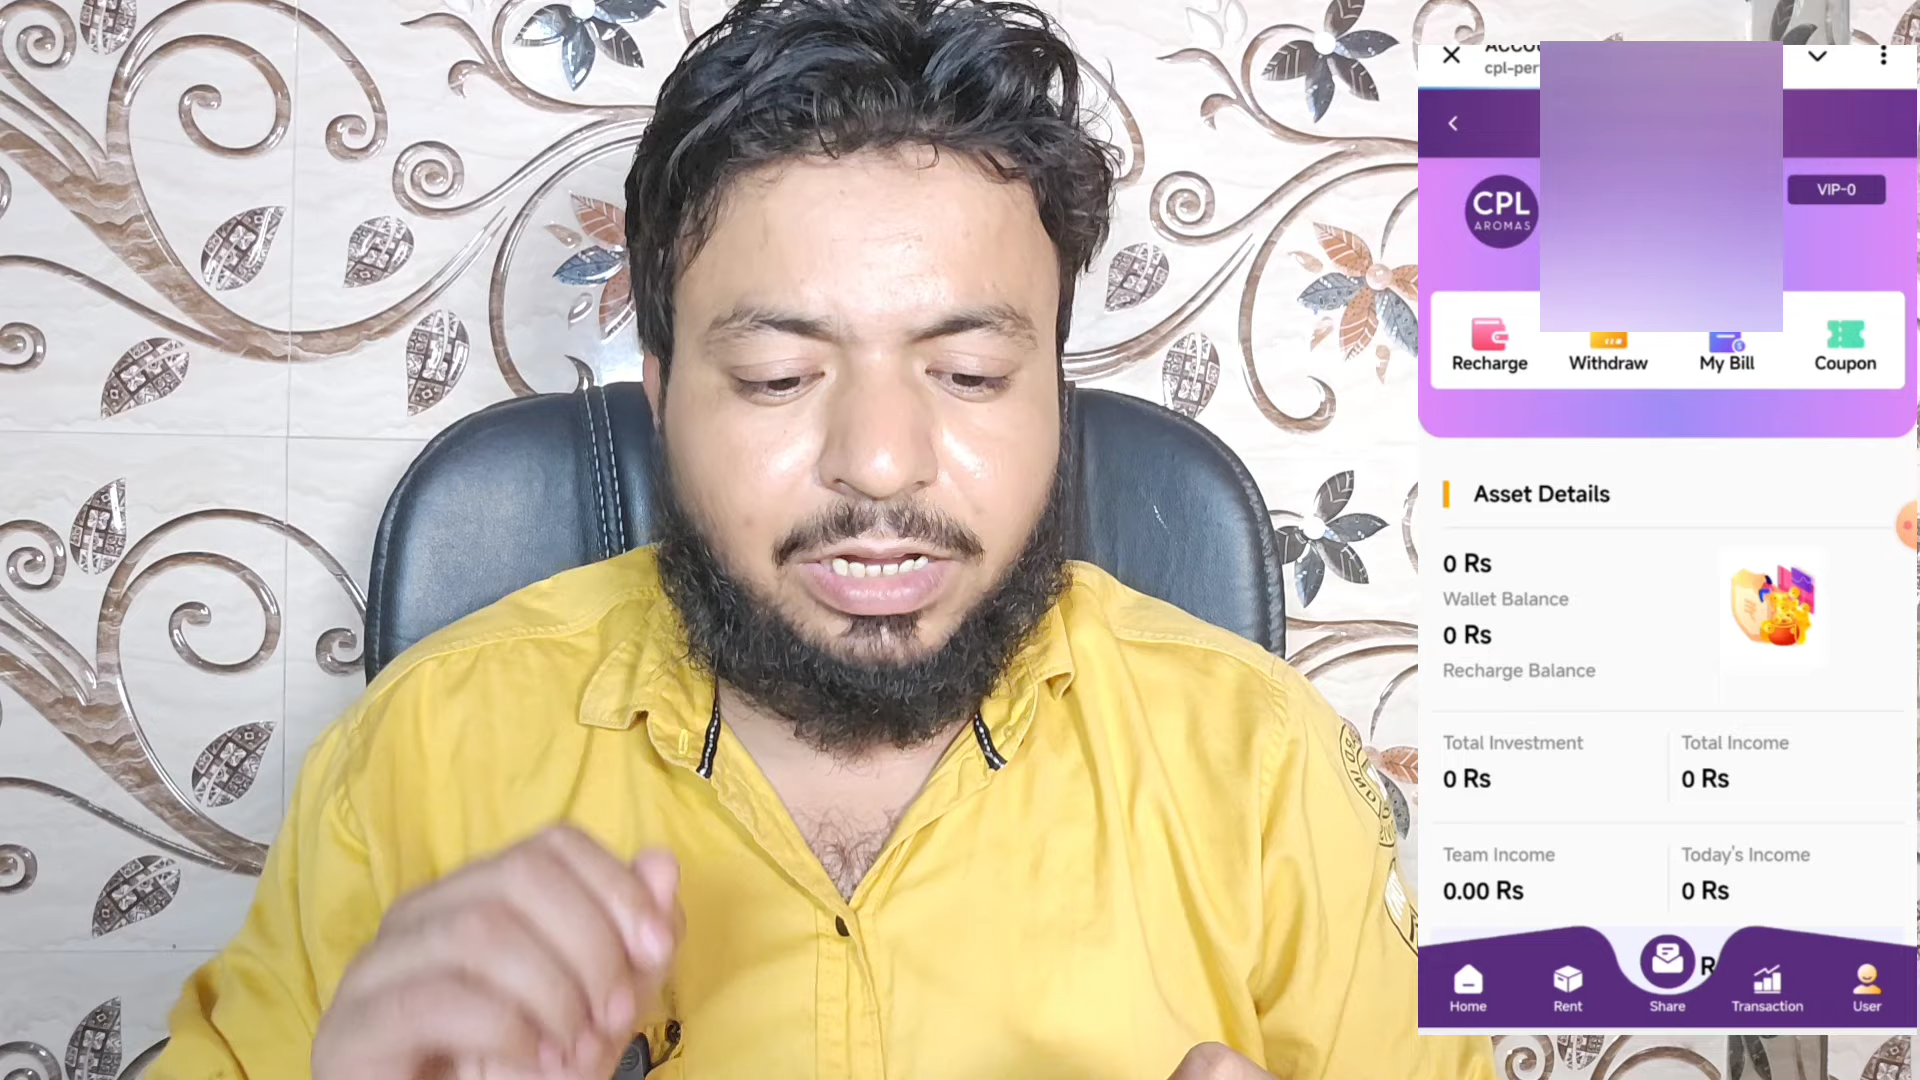 cpl-per
CPL
AROMAS
VIP-0
Recharge
Withdraw
My Bill
Coupon
Asset Details
0 Rs
Wallet Balance
0 Rs
Recharge Balance
Total Investment
Total Income
0 Rs
0 Rs
Team Income
Today's Income
0.00 Rs
0 Rs
Home
Rent
Share
Transaction
User